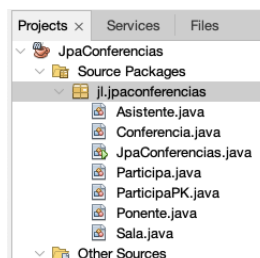 Projects × Services Files
JpaConferencias
Source Packages
jl.jpaconferencias
Asistente.java
Conferencia.java
JpaConferencias.java
Participa.java
ParticipaPK.java
Ponente.java
Sala.java
Other Sources